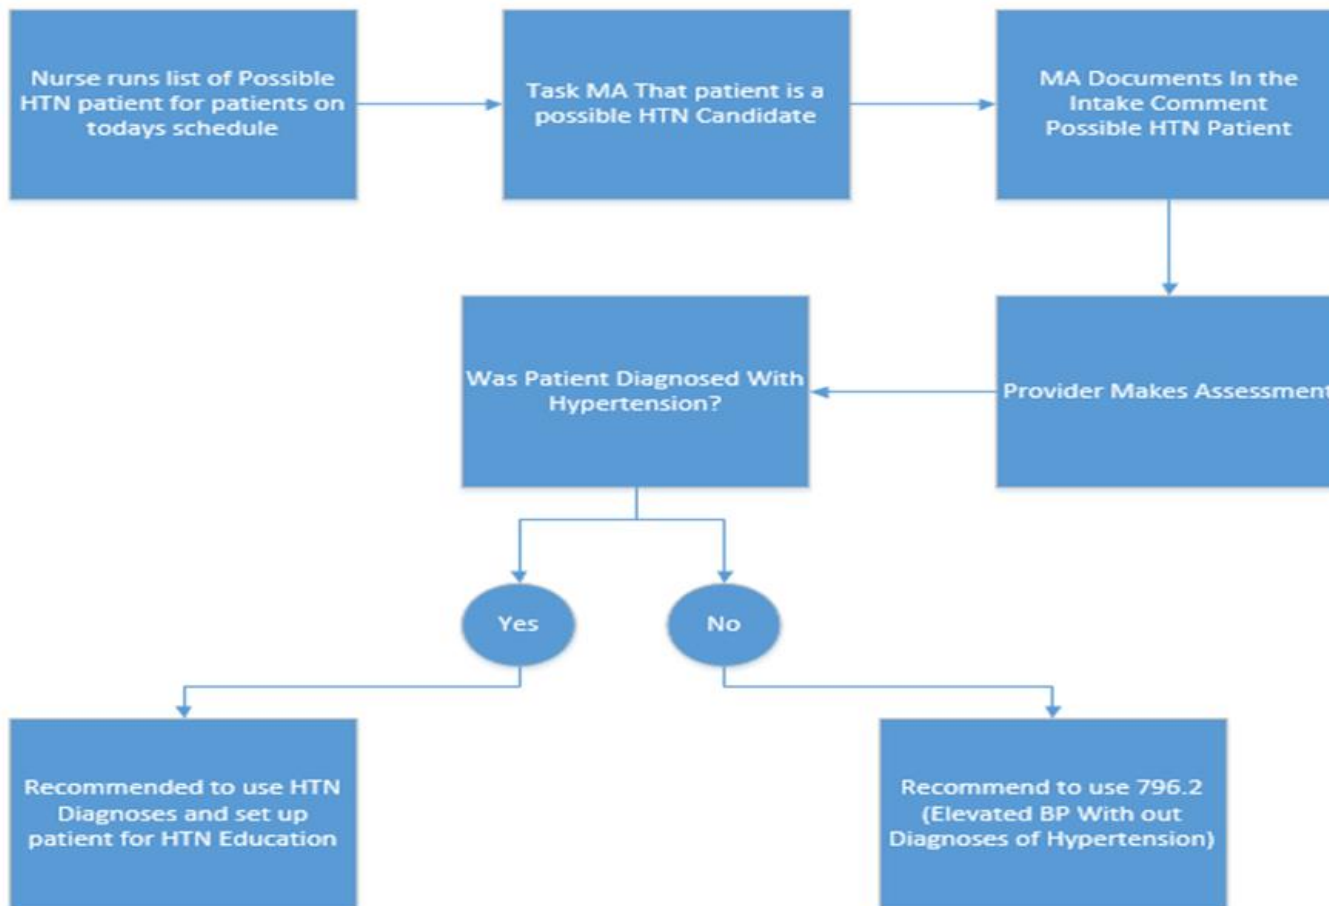 Nurse runs list of Possible
HTN patient for patients on
todays schedule
Task MA That patient is a
possible HTN Candidate
MA Documents In the
Intake Comment
Possible HTN Patient
Provider Makes Assessment
Was Patient Diagnosed With
Hypertension?
Yes
No
Recommended to use HTN
Diagnoses and set up
patient for HTN Education
Recommend to use 796.2
(Elevated BP With out
Diagnoses of Hypertension)